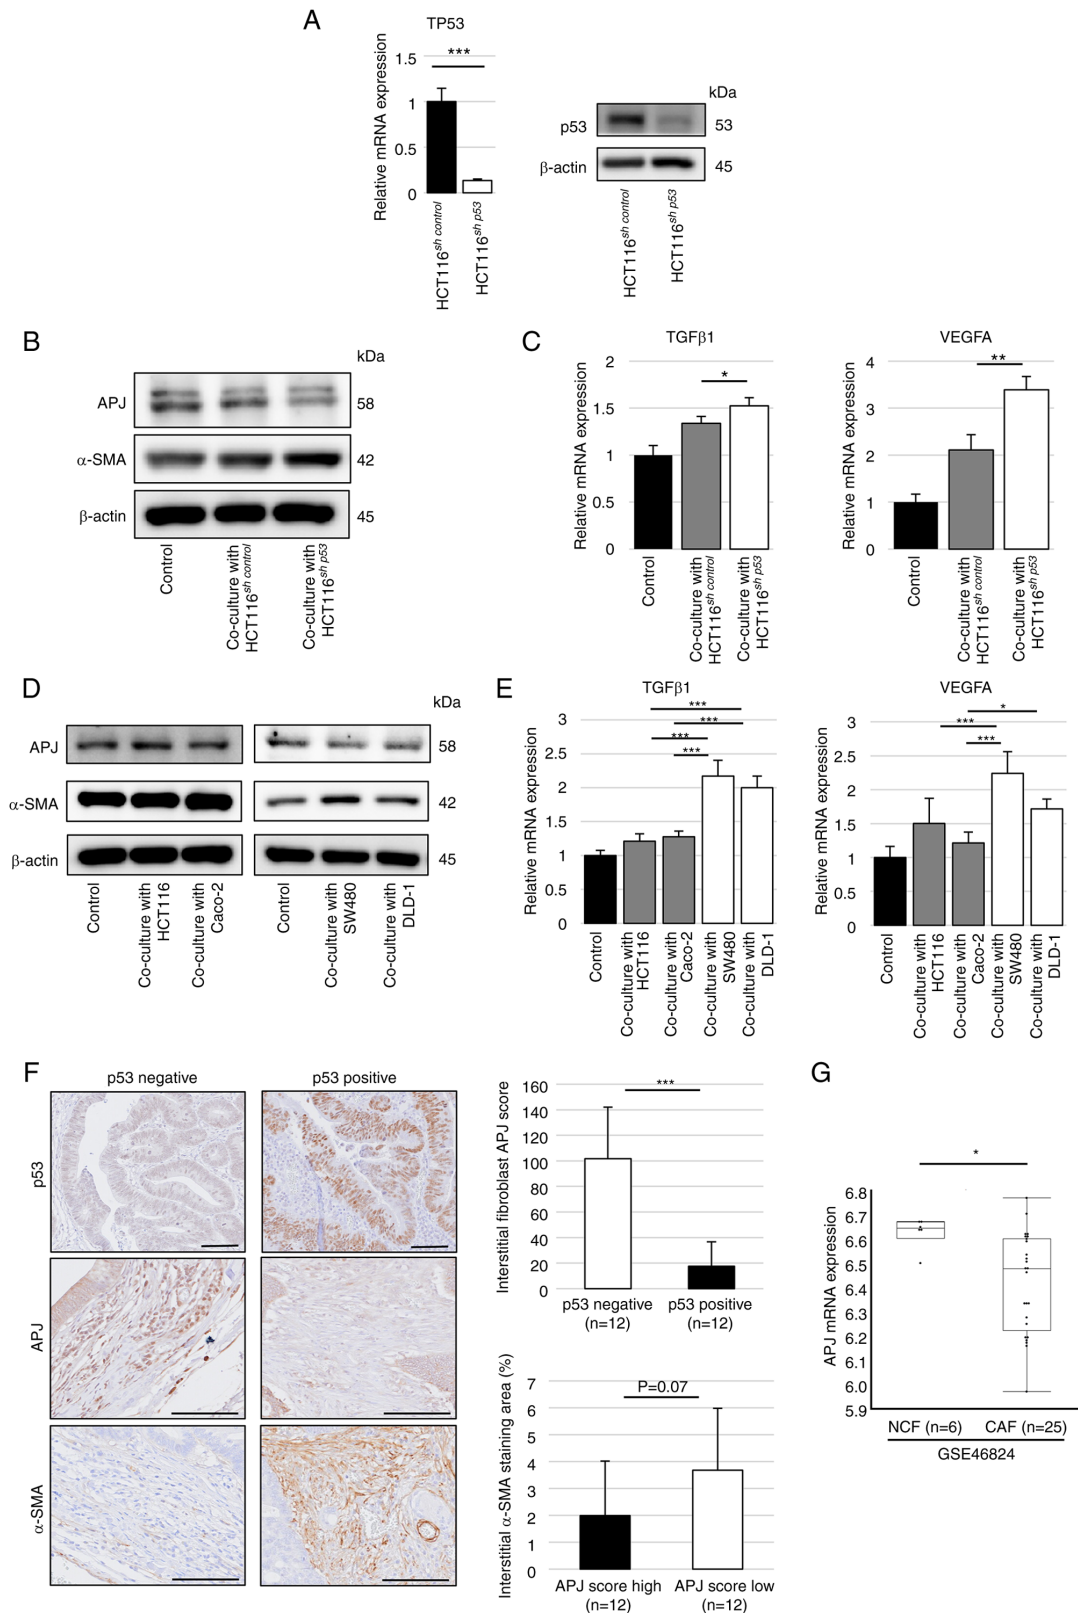 A
TP53
Relative mRNA expression
1.5
1
0.5
0
***
HCT116sh control
HCT116sh p53
kDa
p53
53
β-actin
45
HCT116sh control
HCT116sh p53
B
kDa
APJ
58
α-SMA
42
β-actin
45
Control
Co-culture with
HCT116sh control
Co-culture with
HCT116sh p53
C
TGFβ1
Relative mRNA expression
2
1.5
1
0.5
0
*
Control
Co-culture with
HCT116sh control
Co-culture with
HCT116sh p53
VEGFA
Relative mRNA expression
4
3
2
1
0
**
Control
Co-culture with
HCT116sh control
Co-culture with
HCT116sh p53
D
kDa
APJ
58
α-SMA
42
β-actin
45
Control
Co-culture with
HCT116
Co-culture with
Caco-2
Control
Co-culture with
SW480
Co-culture with
DLD-1
E
TGFβ1
Relative mRNA expression
3
2.5
2
1.5
1
0.5
0
***
***
***
***
Control
Co-culture with
HCT116
Co-culture with
Caco-2
Co-culture with
SW480
Co-culture with
DLD-1
VEGFA
Relative mRNA expression
3
2.5
2
1.5
1
0.5
0
*
***
***
Control
Co-culture with
HCT116
Co-culture with
Caco-2
Co-culture with
SW480
Co-culture with
DLD-1
F
p53 negative
p53 positive
p53
APJ
α-SMA
Interstitial fibroblast APJ score
160
140
120
100
80
60
40
20
0
***
p53 negative
(n=12)
p53 positive
(n=12)
Interstitial α-SMA staining area (%)
7
6
5
4
3
2
1
0
P=0.07
APJ score high
(n=12)
APJ score low
(n=12)
G
*
APJ mRNA expression
6.8
6.7
6.6
6.5
6.4
6.3
6.2
6.1
6.0
5.9
NCF (n=6)
CAF (n=25)
GSE46824